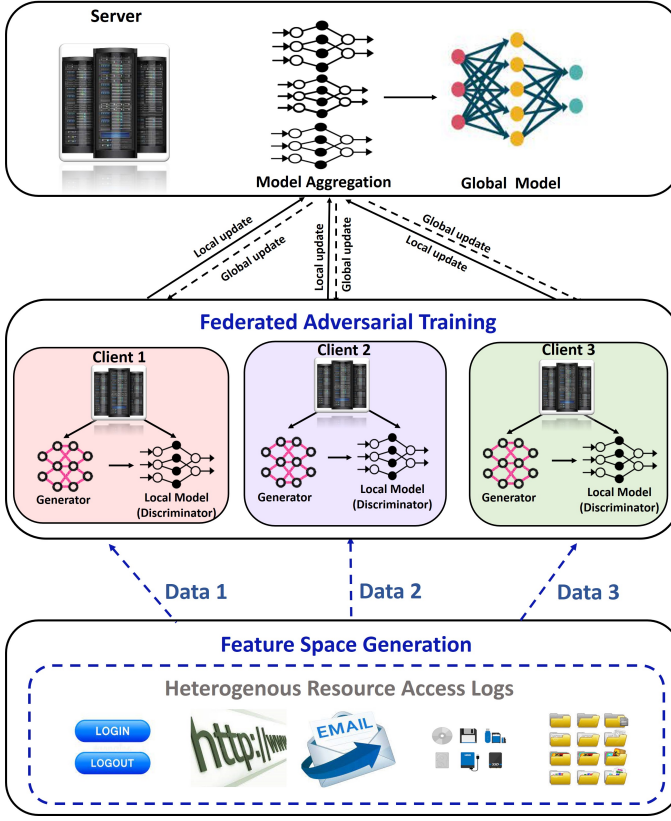 Server
Model Aggregation
Global Model
Local update
Global update
Local update
Global update
Global update
Local update
Federated Adversarial Training
Client 1
Client 2
Client 3
Generator
Local Model
(Discriminator)
Generator
Local Model
(Discriminator)
Generator
Local Model
(Discriminator)
Data 1
Data 2
Data 3
Feature Space Generation
Heterogenous Resource Access Logs
LOGIN
LOGOUT
http://ww
EMAIL